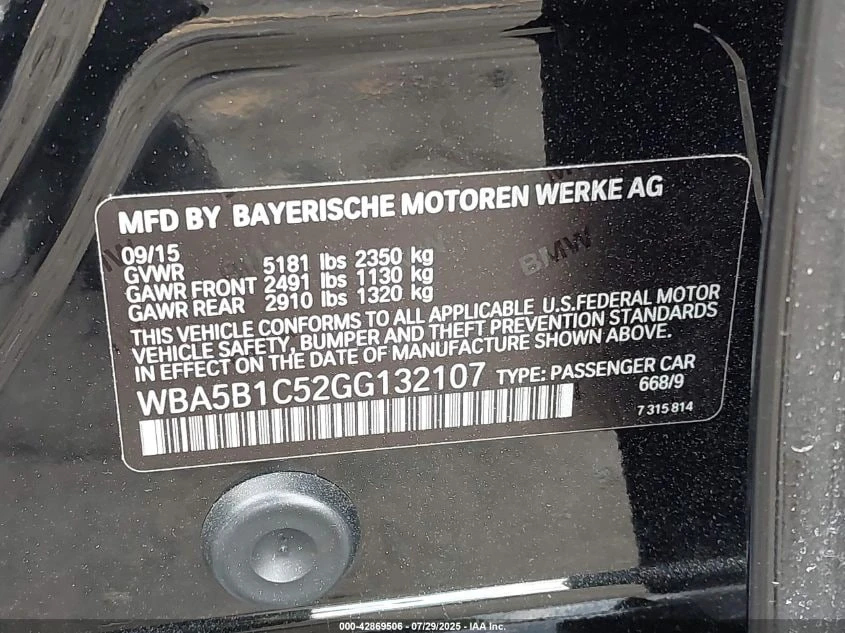 MFD BY BAYERISCHE MOTOREN WERKE AG
09/15
GVWR 5181 lbs 2350 kg
GAWR FRONT 2491 lbs 1130 kg
GAWR REAR 2910 lbs 1320 kg
BMW
THIS VEHICLE CONFORMS TO ALL APPLICABLE U.S.FEDERAL MOTOR
VEHICLE SAFETY, BUMPER AND THEFT PREVENTION STANDARDS
IN EFFECT ON THE DATE OF MANUFACTURE SHOWN ABOVE.
WBA5B1C52GG132107 TYPE: PASSENGER CAR
668/9
7 315 814
000-42869506 - 07/29/2025 - IAA Inc.